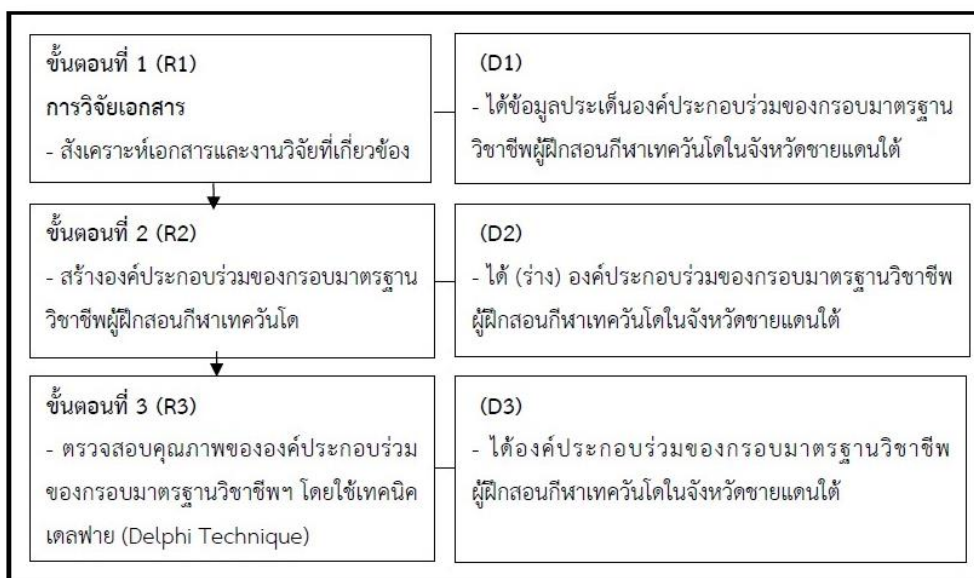 ขั้นตอนที่ 1 (R1)
การวิจัยเอกสาร
- สังเคราะห์เอกสารและงานวิจัยที่เกี่ยวข้อง
(D1)
- ได้ข้อมูลประเด็นองค์ประกอบร่วมของกรอบมาตรฐาน
วิชาชีพผู้ฝึกสอนกีฬาเทควันโดในจังหวัดชายแดนใต้
ขั้นตอนที่ 2 (R2)
- สร้างองค์ประกอบร่วมของกรอบมาตรฐาน
วิชาชีพผู้ฝึกสอนกีฬาเทควันโด
(D2)
- ได้ (ร่าง) องค์ประกอบร่วมของกรอบมาตรฐานวิชาชีพ
ผู้ฝึกสอนกีฬาเทควันโดในจังหวัดชายแดนใต้
ขั้นตอนที่ 3 (R3)
- ตรวจสอบคุณภาพขององค์ประกอบร่วม
ของกรอบมาตรฐานวิชาชีพฯ โดยใช้เทคนิค
เดลฟาย (Delphi Technique)
(D3)
- ได้องค์ประกอบร่วมของกรอบมาตรฐานวิชาชีพ
ผู้ฝึกสอนกีฬาเทควันโดในจังหวัดชายแดนใต้